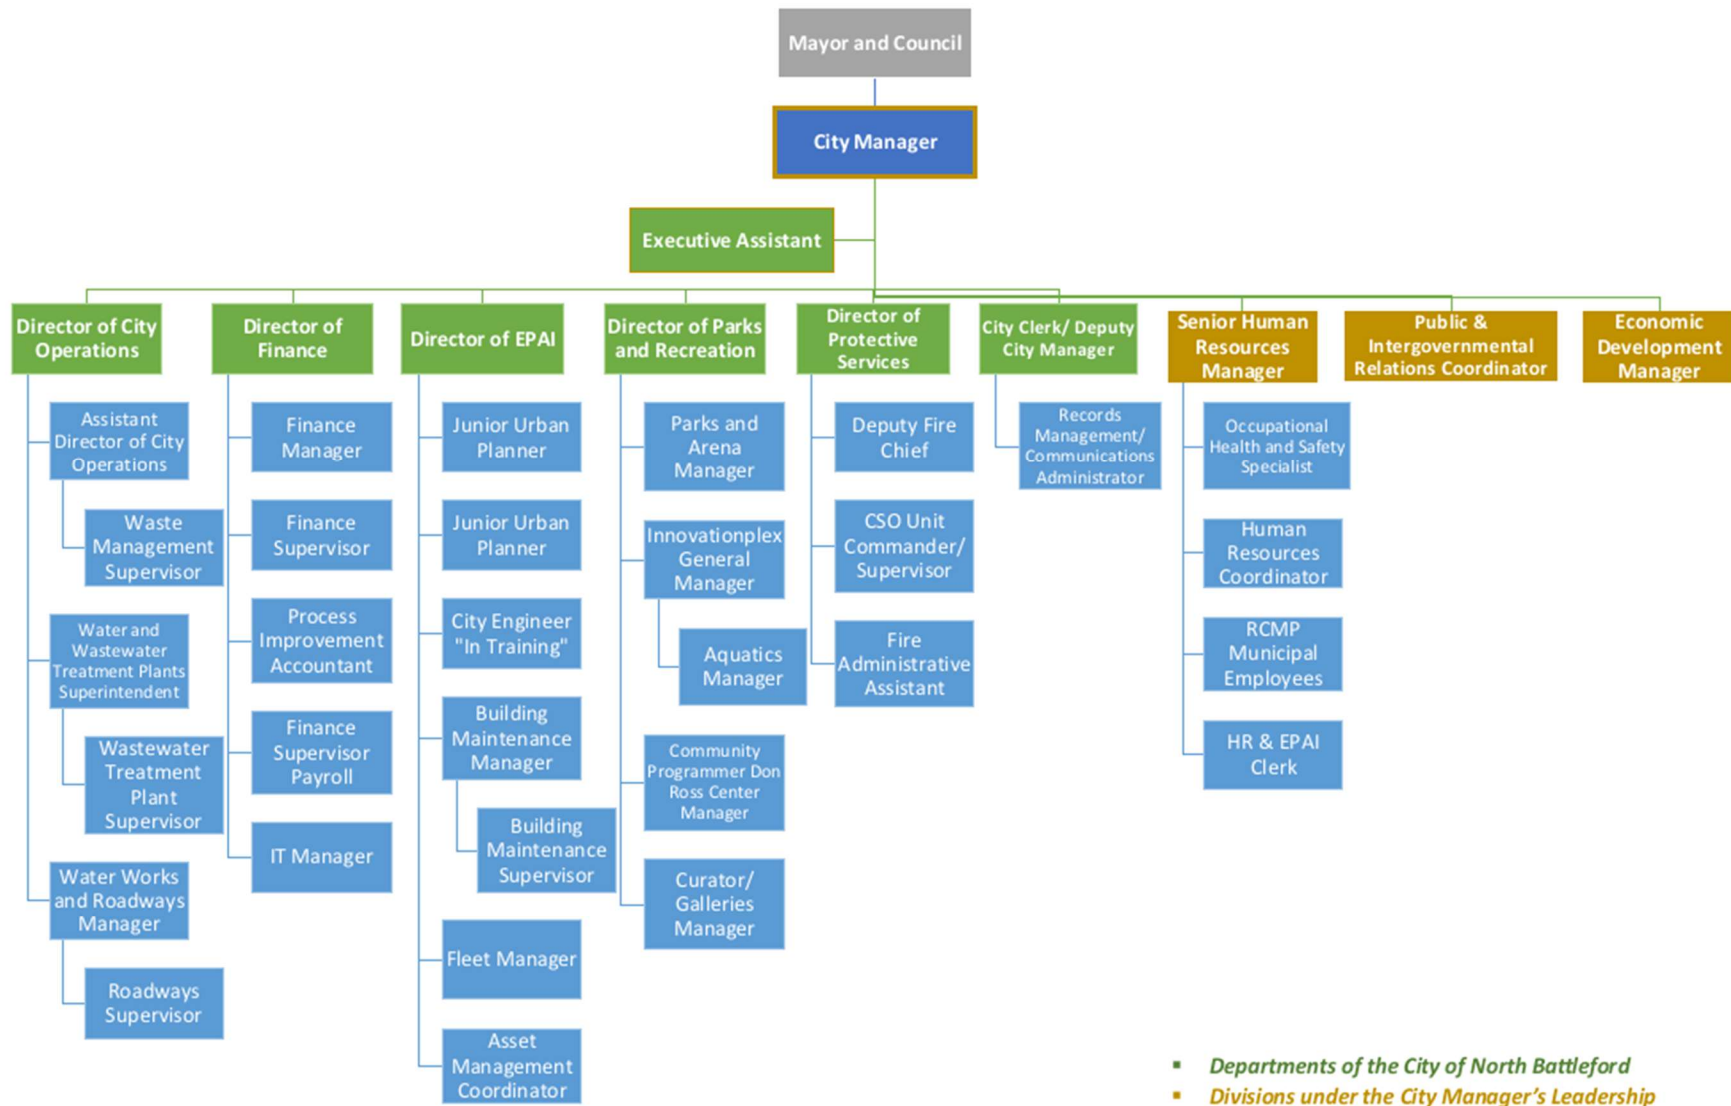 Mayor and Council
City Manager
Executive Assistant
Director of City
Operations
Director of
Finance
Director of EPAI
Director of Parks
and Recreation
Director of
Protective
Services
City Clerk/ Deputy
City Manager
Senior Human
Resources
Manager
Public &
Intergovernmental
Relations Coordinator
Economic
Development
Manager
Assistant
Director of City
Operations
Waste
Management
Supervisor
Water and
Wastewater
Treatment Plants
Superintendent
Wastewater
Treatment
Plant
Supervisor
Water Works
and Roadways
Manager
Roadways
Supervisor
Finance
Manager
Finance
Supervisor
Process
Improvement
Accountant
Finance
Supervisor
Payroll
IT Manager
Junior Urban
Planner
Junior Urban
Planner
City Engineer
"In Training"
Building
Maintenance
Manager
Building
Maintenance
Supervisor
Fleet Manager
Asset
Management
Coordinator
Parks and
Arena
Manager
Innovationplex
General
Manager
Aquatics
Manager
Community
Programmer Don
Ross Center
Manager
Curator/
Galleries
Manager
Deputy Fire
Chief
CSO Unit
Commander/
Supervisor
Fire
Administrative
Assistant
Records
Management/
Communications
Administrator
Occupational
Health and Safety
Specialist
Human
Resources
Coordinator
RCMP
Municipal
Employees
HR & EPAI
Clerk
▪ Departments of the City of North Battleford
▪ Divisions under the City Manager's Leadership